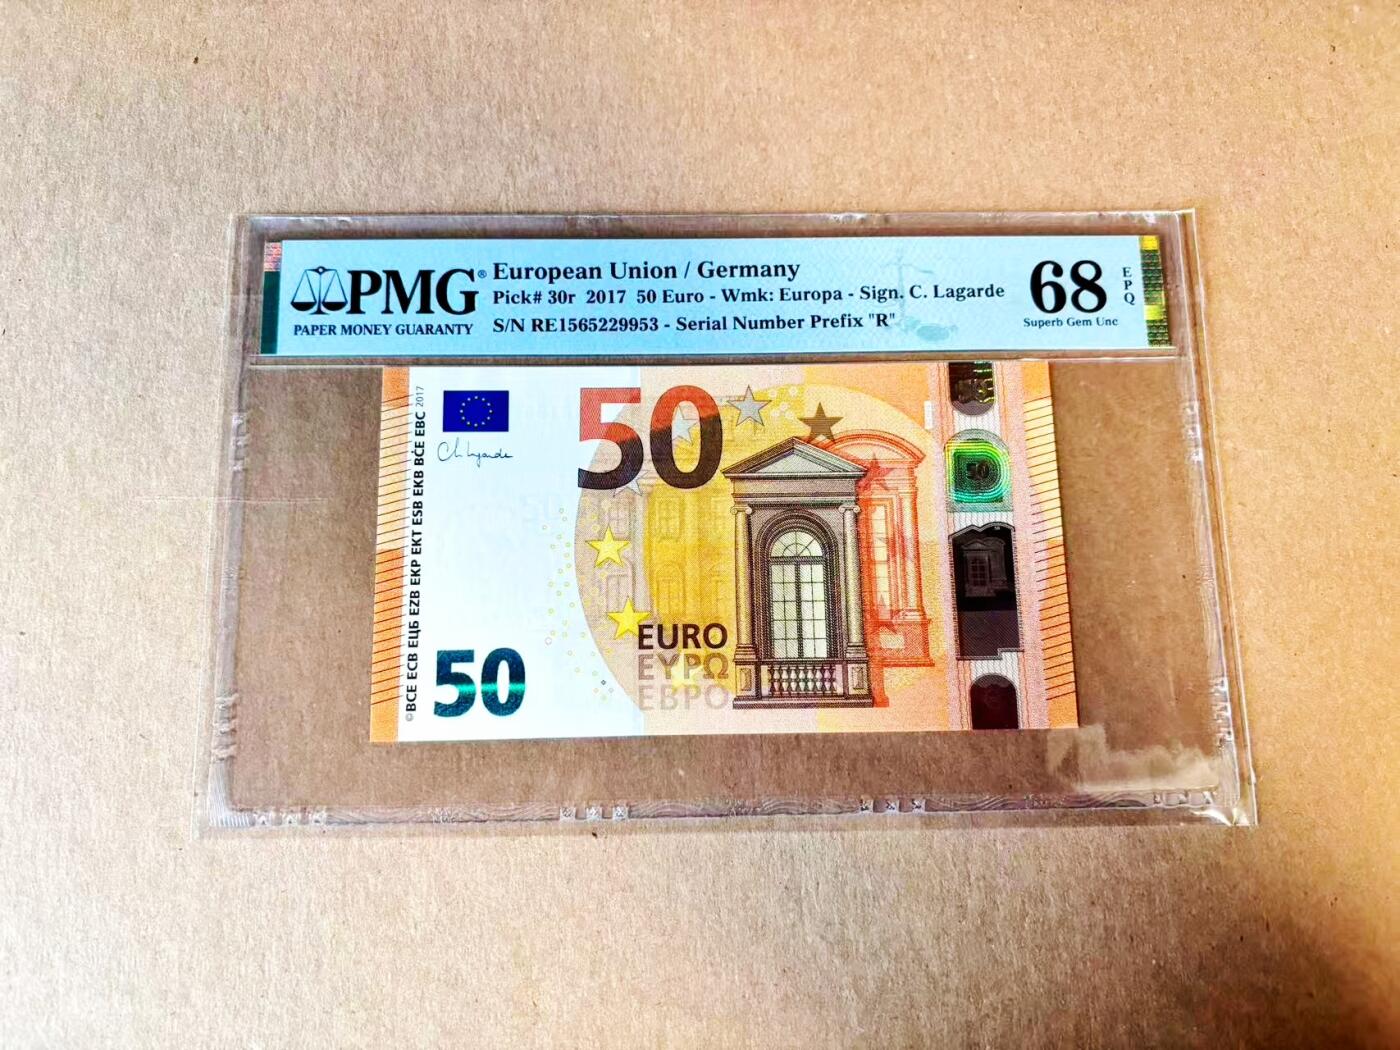 PMG®
PAPER MONEY GUARANTY
European Union / Germany
Pick# 30r 2017 50 Euro - Wmk: Europa - Sign. C. Lagarde
S/N RE1565229953 - Serial Number Prefix "R"
68
EPQ
Superb Gem Unc
©BCE ECB ЕЦБ EZB EKP EKT ESB EKB BĊE EBC 2017
50
50
50
EURO
ΕΥΡΩ
ЕВРО